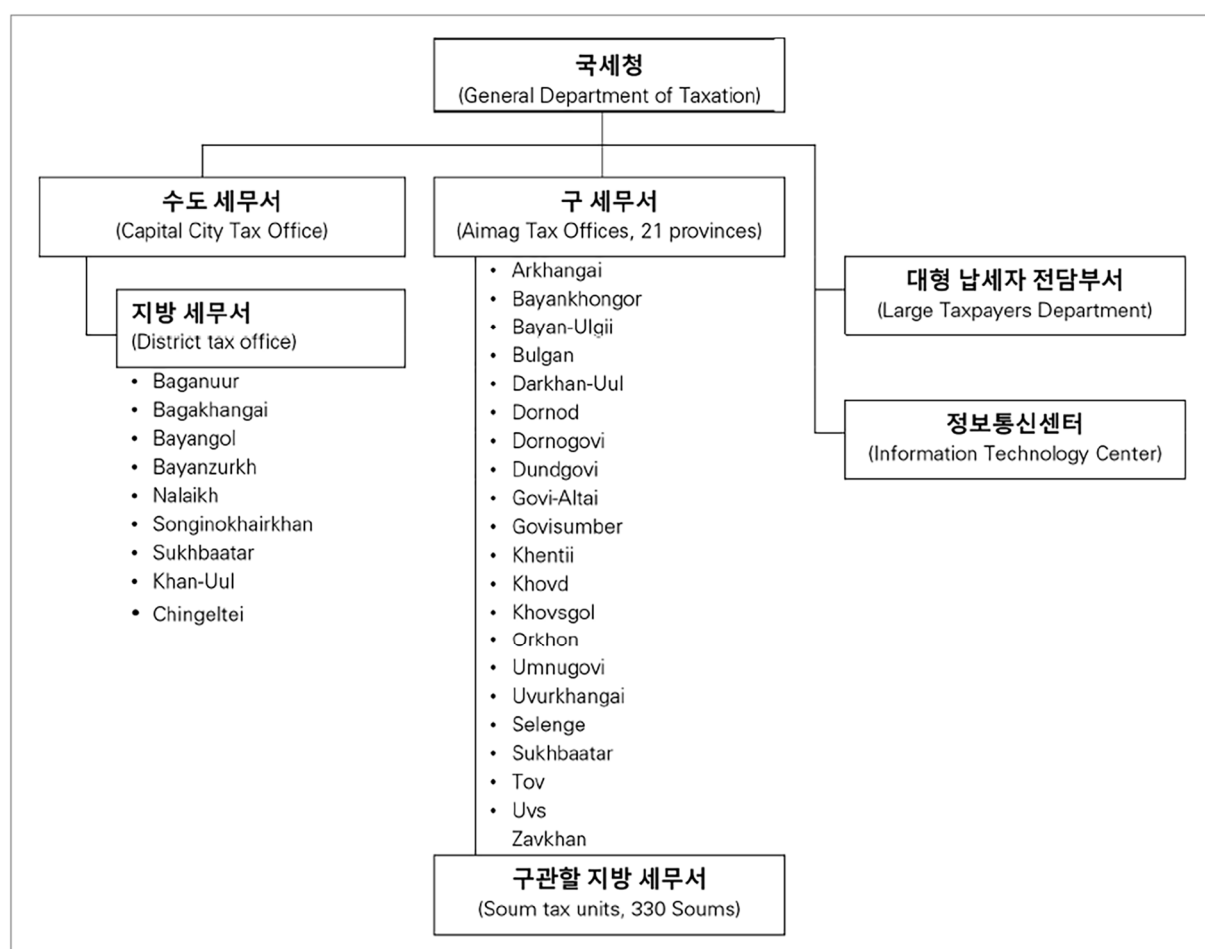 국세청
(General Department of Taxation)
수도 세무서
(Capital City Tax Office)
지방 세무서
(District tax office)
• Baganuur
• Bagakhangai
• Bayangol
• Bayanzurkh
• Nalaikh
• Songinokhairkhan
• Sukhbaatar
• Khan-Uul
• Chingeltei
구 세무서
(Aimag Tax Offices, 21 provinces)
• Arkhangai
• Bayankhongor
• Bayan-Ulgii
• Bulgan
• Darkhan-Uul
• Dornod
• Dornogovi
• Dundgovi
• Govi-Altai
• Govisumber
• Khentii
• Khovd
• Khovsgol
• Orkhon
• Umnugovi
• Uvurkhangai
• Selenge
• Sukhbaatar
• Tov
• Uvs
Zavkhan
구관할 지방 세무서
(Soum tax units, 330 Soums)
대형 납세자 전담부서
(Large Taxpayers Department)
정보통신센터
(Information Technology Center)